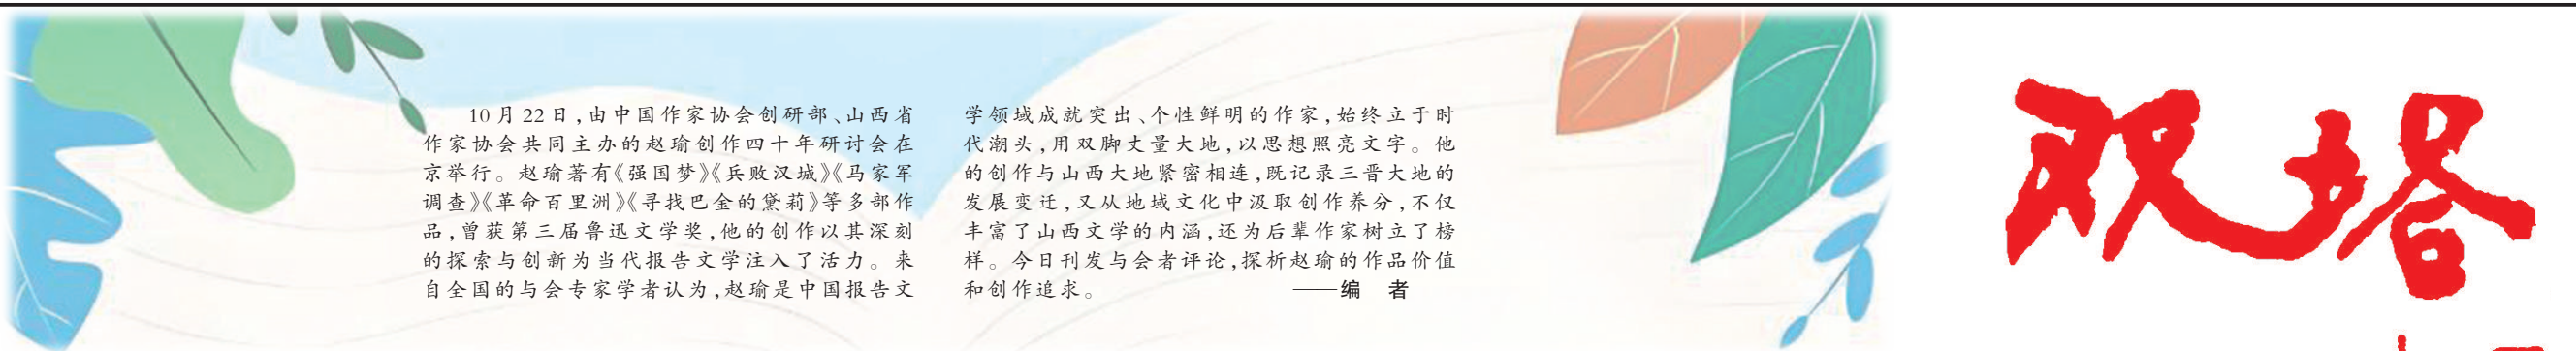 10月22日,由中国作家协会创研部、山西省
作家协会共同主办的赵瑜创作四十年研讨会在
京举行。赵瑜著有《强国梦》《兵败汉城》《马家军
调查》《革命百里洲》《寻找巴金的黛莉》等多部作
品,曾获第三届鲁迅文学奖,他的创作以其深刻
的探索与创新为当代报告文学注入了活力。来
自全国的与会专家学者认为,赵瑜是中国报告文
学领域成就突出、个性鲜明的作家,始终立于时
代潮头,用双脚丈量大地,以思想照亮文字。他
的创作与山西大地紧密相连,既记录三晋大地的
发展变迁,又从地域文化中汲取创作养分,不仅
丰富了山西文学的内涵,还为后辈作家树立了榜
样。今日刊发与会者评论,探析赵瑜的作品价值
和创作追求。 ——编 者
双塔